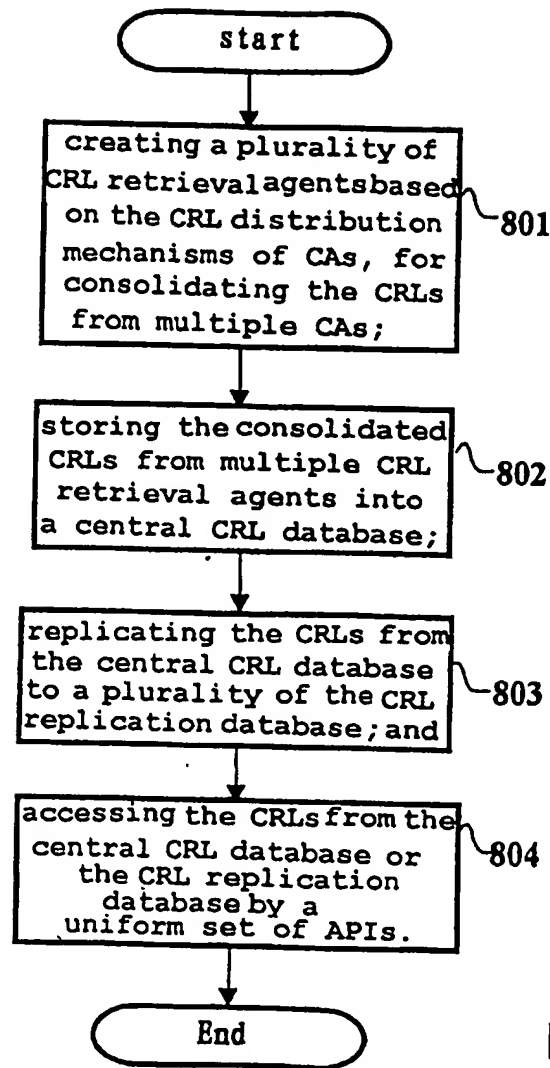 start
creating a plurality of
CRL retrieval agents based
on the CRL distribution
mechanisms of CAs, for
consolidating the CRLs
from multiple CAs;
801
storing the consolidated
CRLs from multiple CRL
retrieval agents into
a central CRL database;
802
replicating the CRLs from
the central CRL database
to a plurality of the CRL
replication database; and
803
accessing the CRLs from the
central CRL database or
the CRL replication
database by a
uniform set of APIs.
804
End